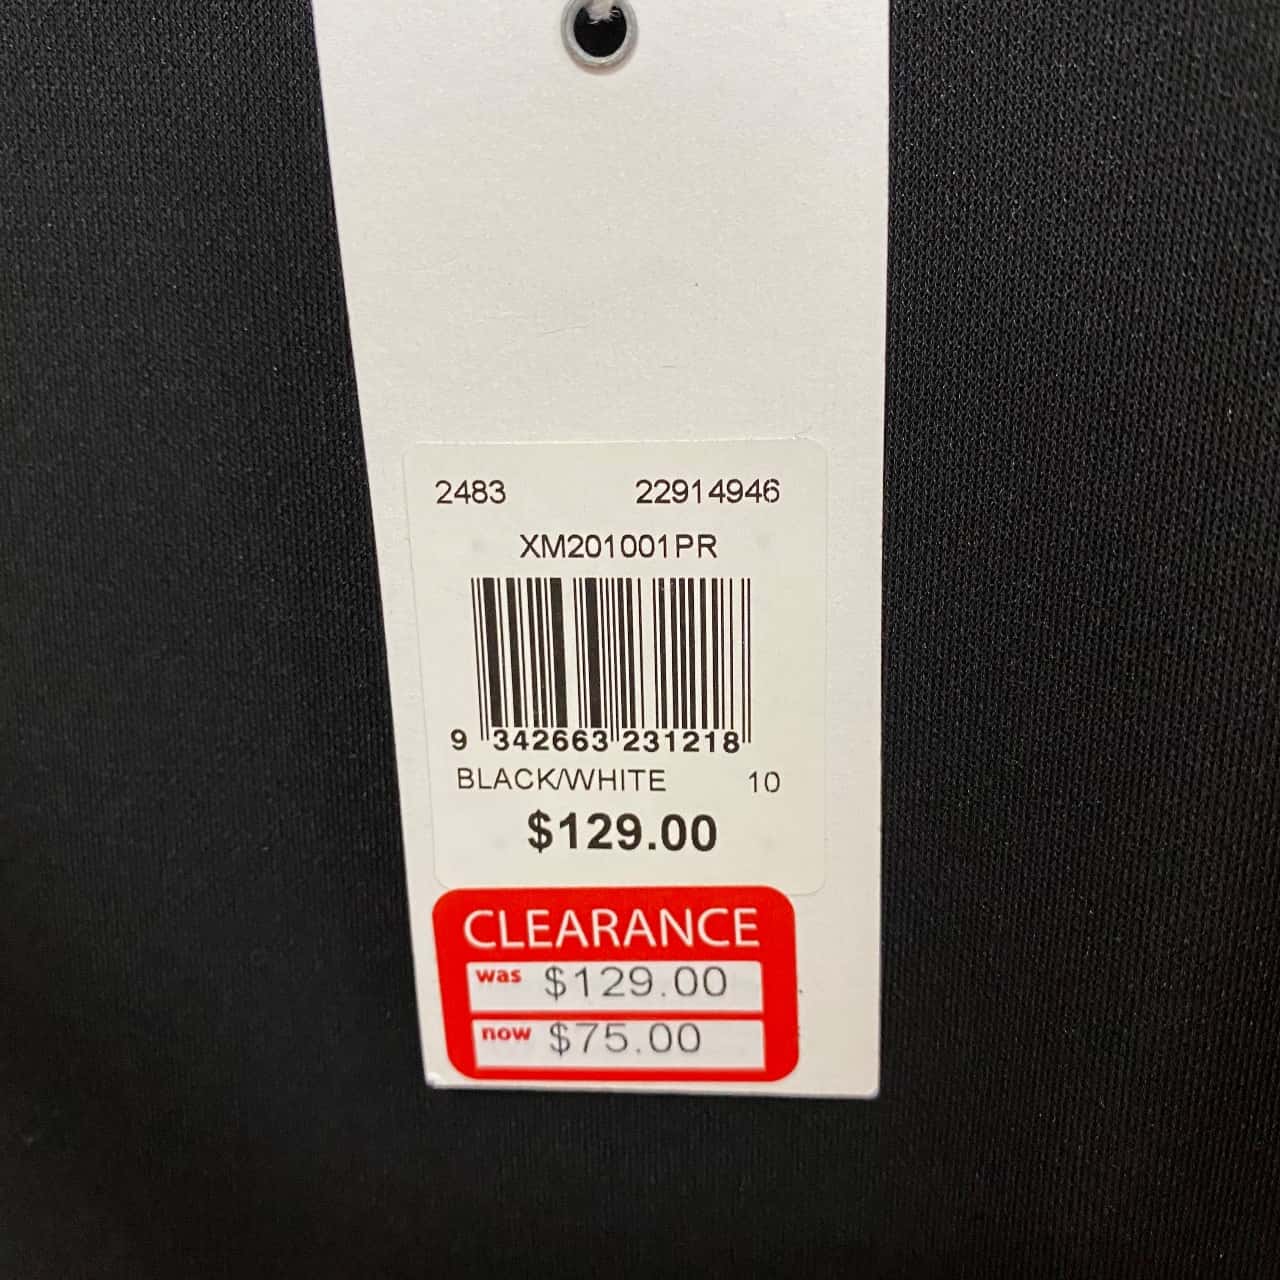 2483 22914946
XM201001PR
9 342663 231218
BLACK/WHITE 10
$129.00
CLEARANCE
was $129.00
now $75.00